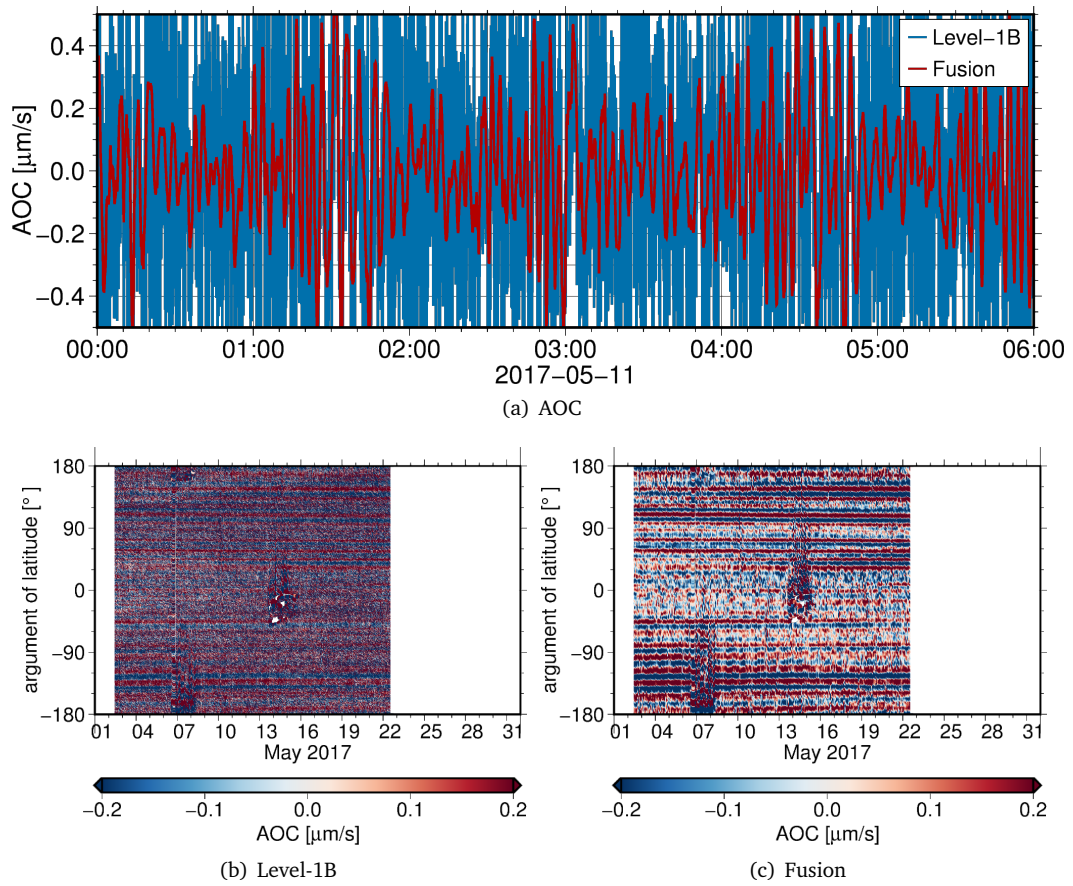 AOC [μm/s]
0.4
0.2
0.0
−0.2
−0.4
Level−1B
Fusion
00:00 01:00 02:00 03:00 04:00 05:00 06:00
2017−05−11
(a) AOC
argument of latitude [°]
180
90
0
−90
−180
01 04 07 10 13 16 19 22 25 28 31
May 2017
−0.2 −0.1 0.0 0.1 0.2
AOC [μm/s]
(b) Level-1B
argument of latitude [°]
180
90
0
−90
−180
01 04 07 10 13 16 19 22 25 28 31
May 2017
−0.2 −0.1 0.0 0.1 0.2
AOC [μm/s]
(c) Fusion